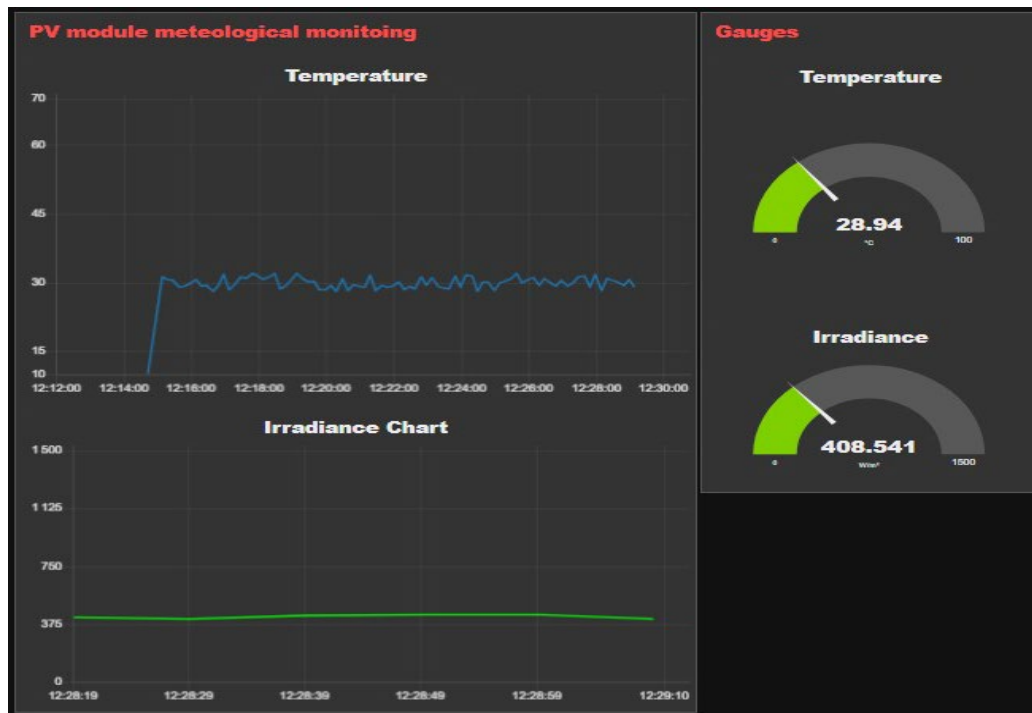 PV module meteological monitoing
Temperature
70
60
45
30
15
10
12:12:00 12:14:00 12:16:00 12:18:00 12:20:00 12:22:00 12:24:00 12:26:00 12:28:00 12:30:00
Irradiance Chart
1 500
1 125
750
375
0
12:28:19 12:28:29 12:28:39 12:28:49 12:28:59 12:29:10
Gauges
Temperature
28.94
°C
0 100
Irradiance
408.541
W/m²
0 1500